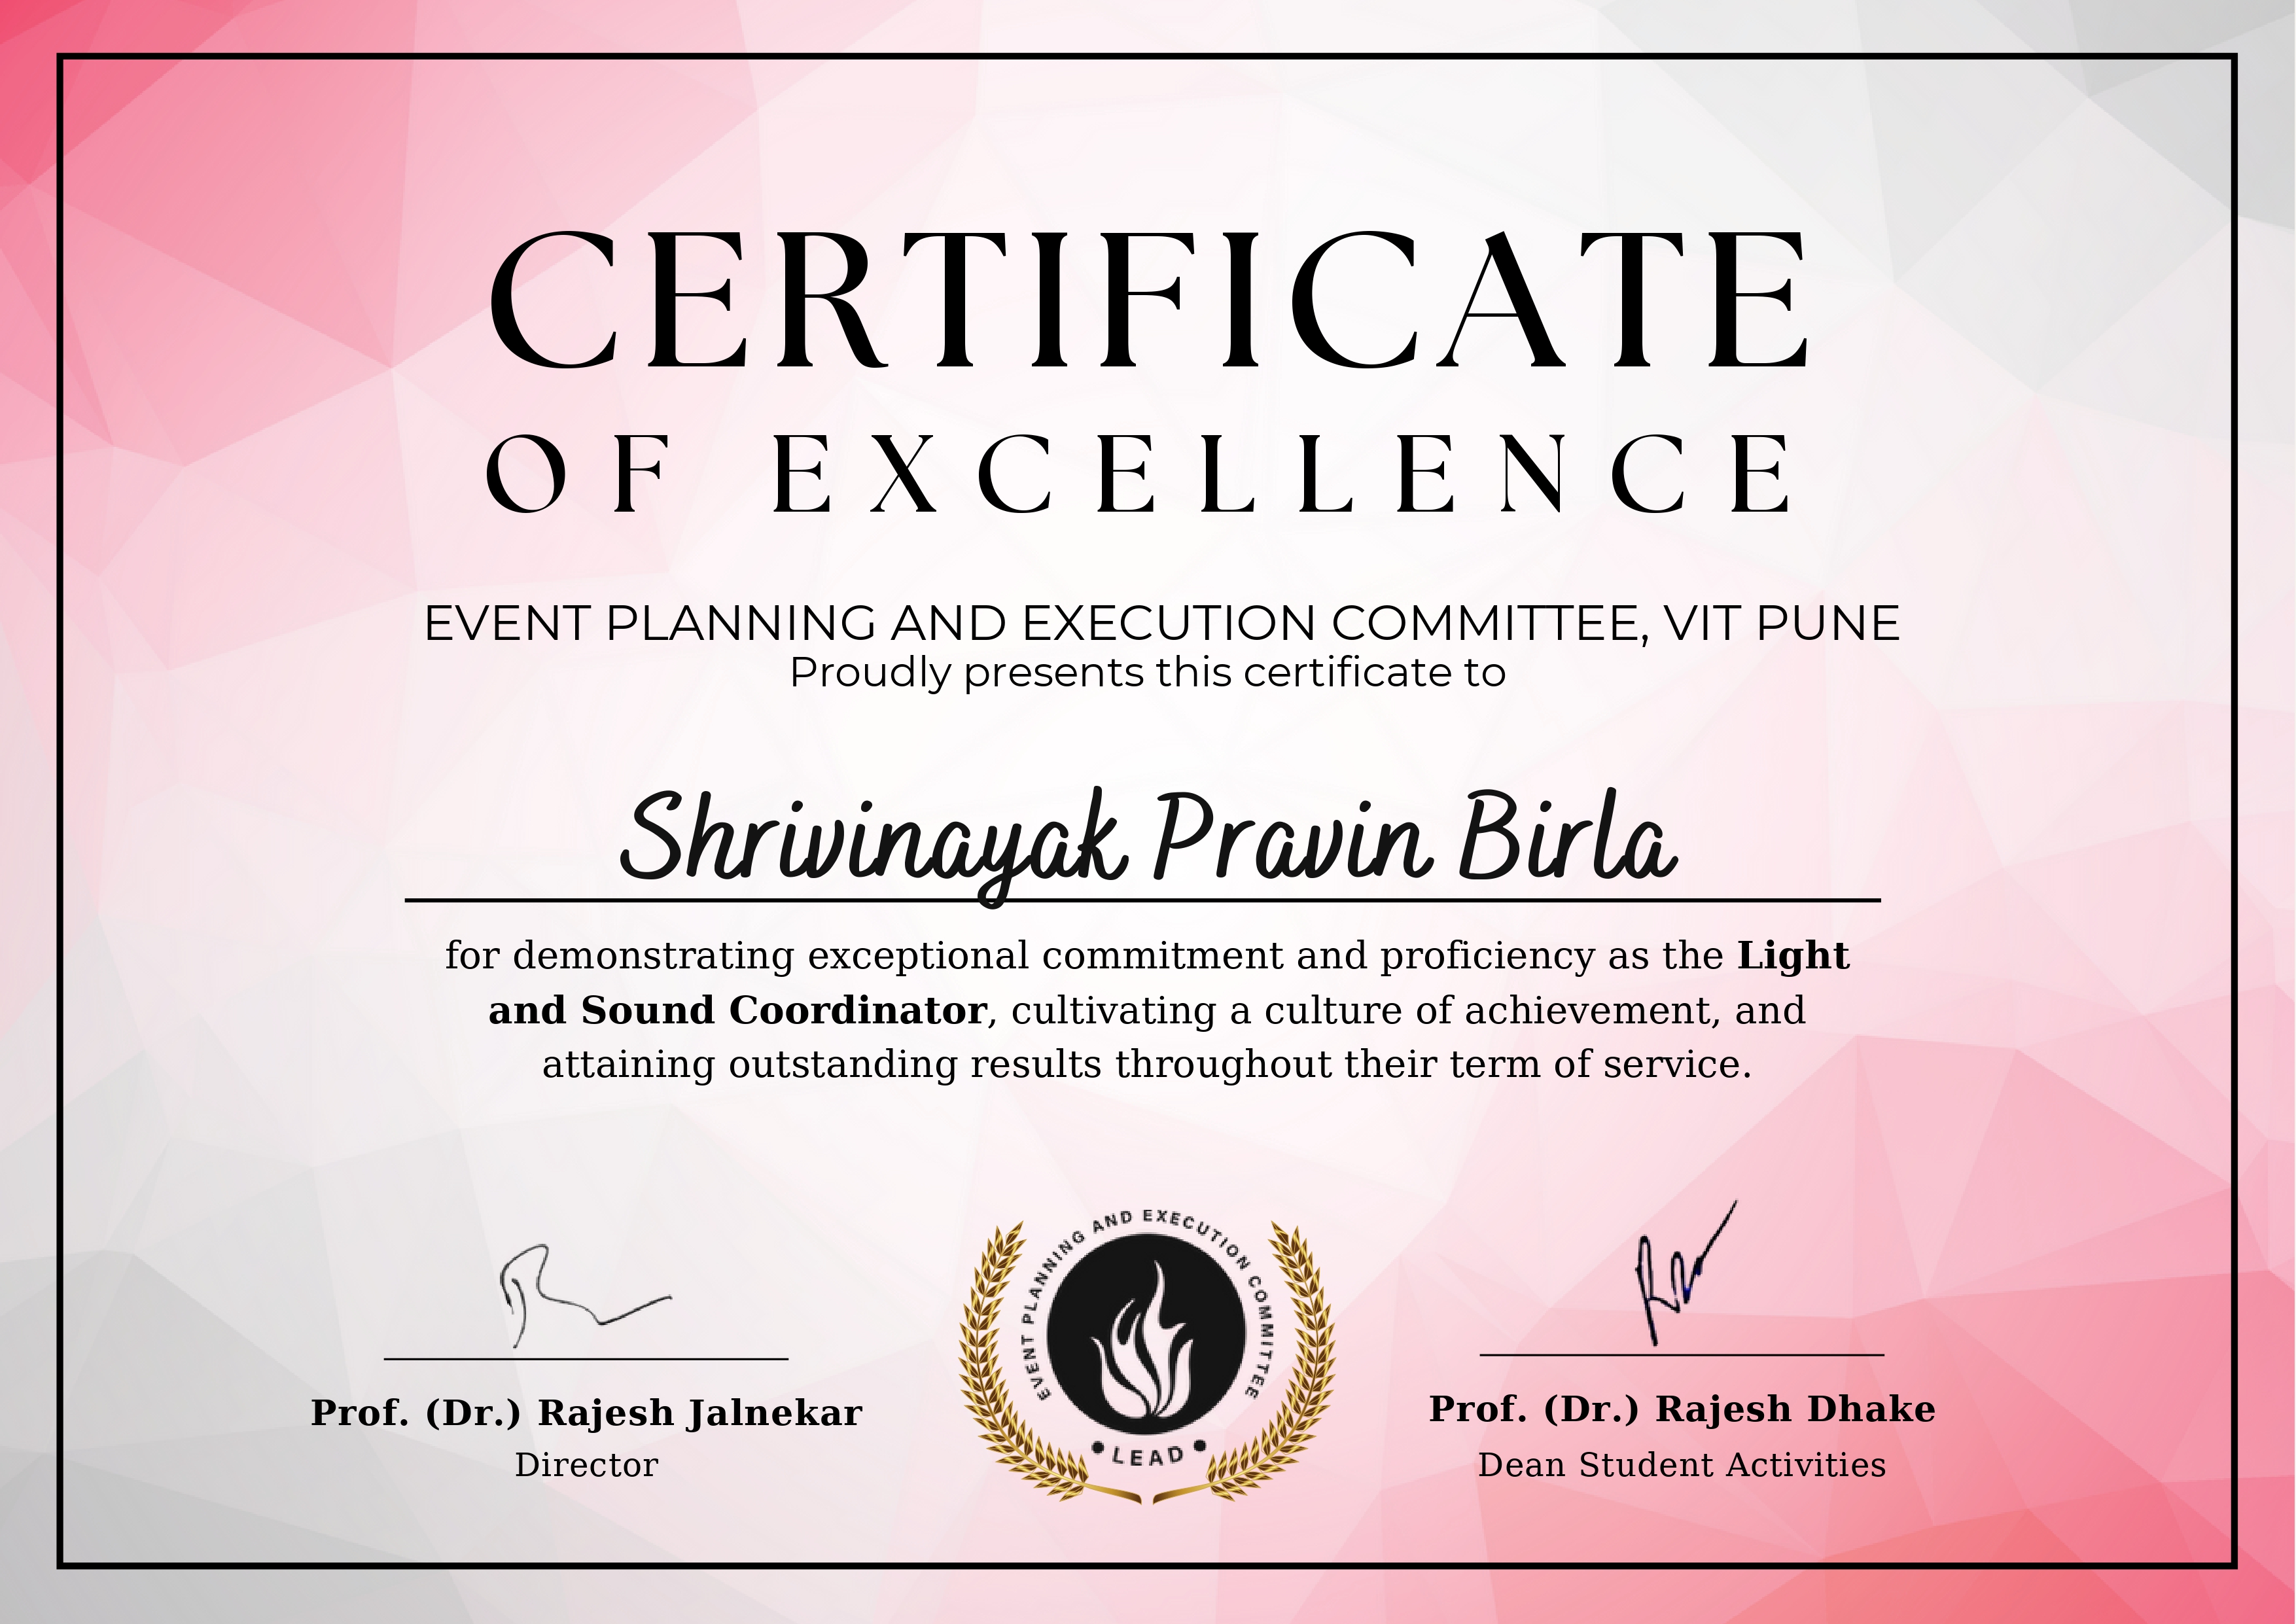 CERTIFICATE
OF EXCELLENCE
EVENT PLANNING AND EXECUTION COMMITTEE, VIT PUNE
Proudly presents this certificate to
Shrivinayak Pravin Birla
for demonstrating exceptional commitment and proficiency as the Light
and Sound Coordinator, cultivating a culture of achievement, and
attaining outstanding results throughout their term of service.
EVENT PLANNING AND EXECUTION COMMITTEE
• LEAD •
Prof. (Dr.) Rajesh Jalnekar
Director
Prof. (Dr.) Rajesh Dhake
Dean Student Activities